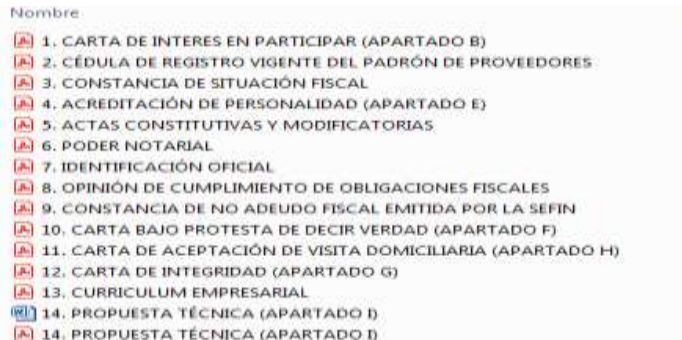 Nombre
1. CARTA DE INTERES EN PARTICIPAR (APARTADO B)
2. CÉDULA DE REGISTRO VIGENTE DEL PADRÓN DE PROVEEDORES
3. CONSTANCIA DE SITUACIÓN FISCAL
4. ACREDITACIÓN DE PERSONALIDAD (APARTADO E)
5. ACTAS CONSTITUTIVAS Y MODIFICATORIAS
6. PODER NOTARIAL
7. IDENTIFICACIÓN OFICIAL
8. OPINIÓN DE CUMPLIMIENTO DE OBLIGACIONES FISCALES
9. CONSTANCIA DE NO ADEUDO FISCAL EMITIDA POR LA SEFIN
10. CARTA BAJO PROTESTA DE DECIR VERDAD (APARTADO F)
11. CARTA DE ACEPTACIÓN DE VISITA DOMICILIARIA (APARTADO H)
12. CARTA DE INTEGRIDAD (APARTADO G)
13. CURRICULUM EMPRESARIAL
14. PROPUESTA TÉCNICA (APARTADO I)
14. PROPUESTA TÉCNICA (APARTADO I)